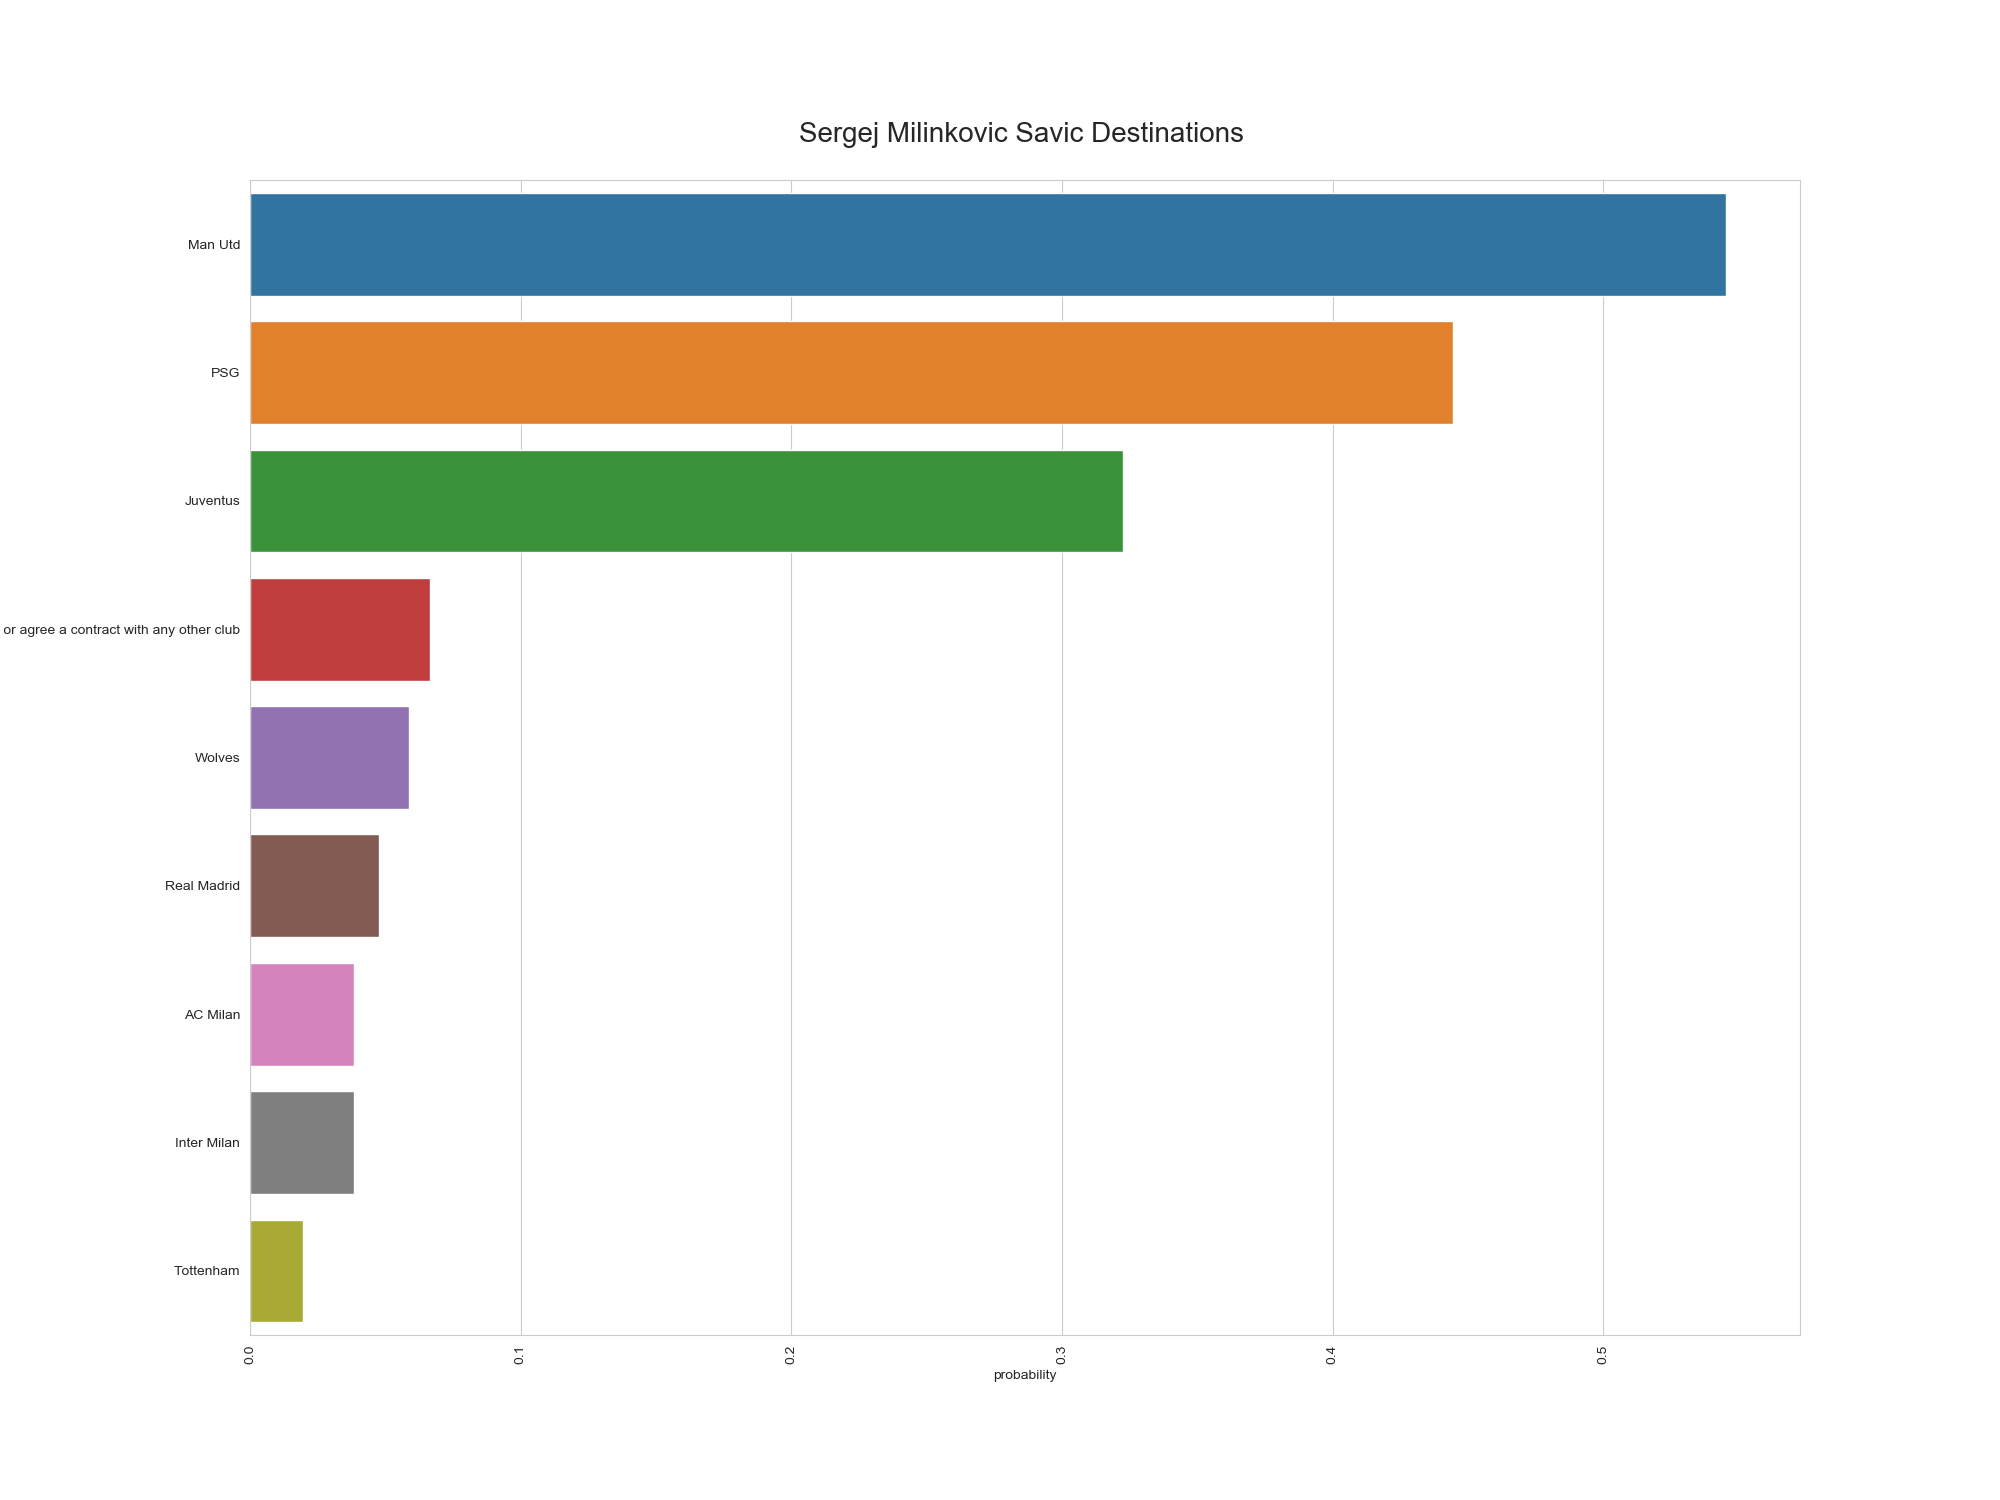 Sergej Milinkovic Savic Destinations
Man Utd
PSG
Juventus
or agree a contract with any other club
Wolves
Real Madrid
AC Milan
Inter Milan
Tottenham
0.0 0.1 0.2 0.3 0.4 0.5
probability